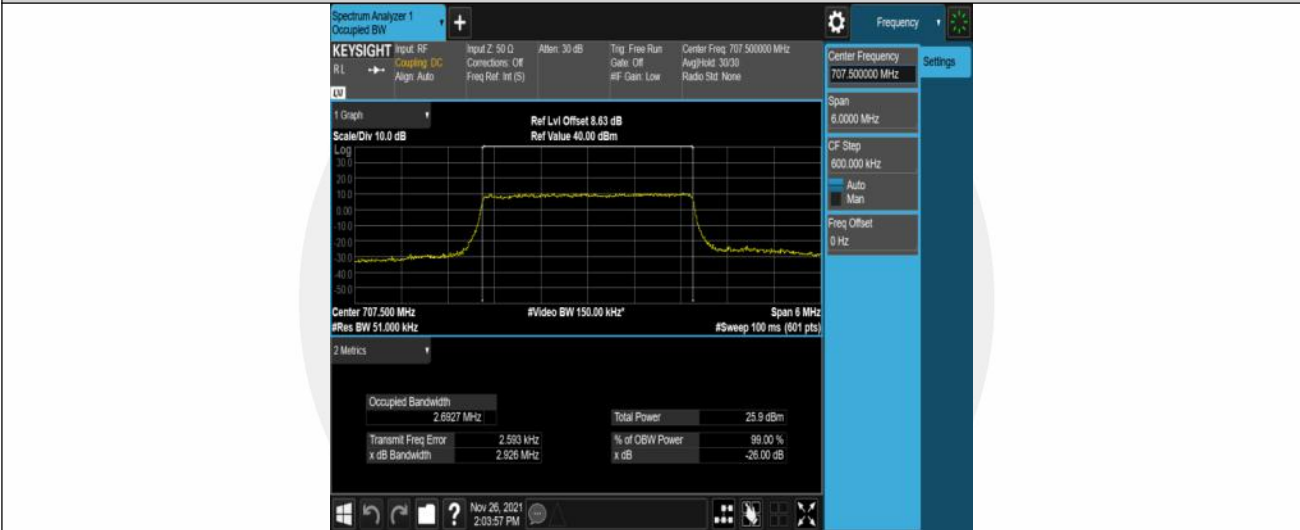 Spectrum Analyzer 1
Occupied BW
+
Frequency
KEYSIGHT
RL
LXI
Input: RF
Coupling: DC
Align: Auto
Input Z: 50 Ω
Corrections: Off
Freq Ref: Int (S)
Atten: 30 dB
Trig: Free Run
Gate: Off
#IF Gain: Low
Center Freq: 707.500000 MHz
Avg|Hold: 30/30
Radio Std: None
Center Frequency
707.500000 MHz
Settings
Span
6.0000 MHz
CF Step
600.000 kHz
Auto
Man
Freq Offset
0 Hz
1 Graph
Ref Lvl Offset 8.63 dB
Scale/Div 10.0 dB
Ref Value 40.00 dBm
Log
30.0
20.0
10.0
0.00
-10.0
-20.0
-30.0
-40.0
-50.0
Center 707.500 MHz
#Video BW 150.00 kHz*
Span 6 MHz
#Res BW 51.000 kHz
#Sweep 100 ms (601 pts)
2 Metrics
Occupied Bandwidth
2.6927 MHz
Total Power 25.9 dBm
Transmit Freq Error 2.593 kHz
% of OBW Power 99.00 %
x dB Bandwidth 2.926 MHz
x dB -26.00 dB
?
Nov 26, 2021
2:03:57 PM